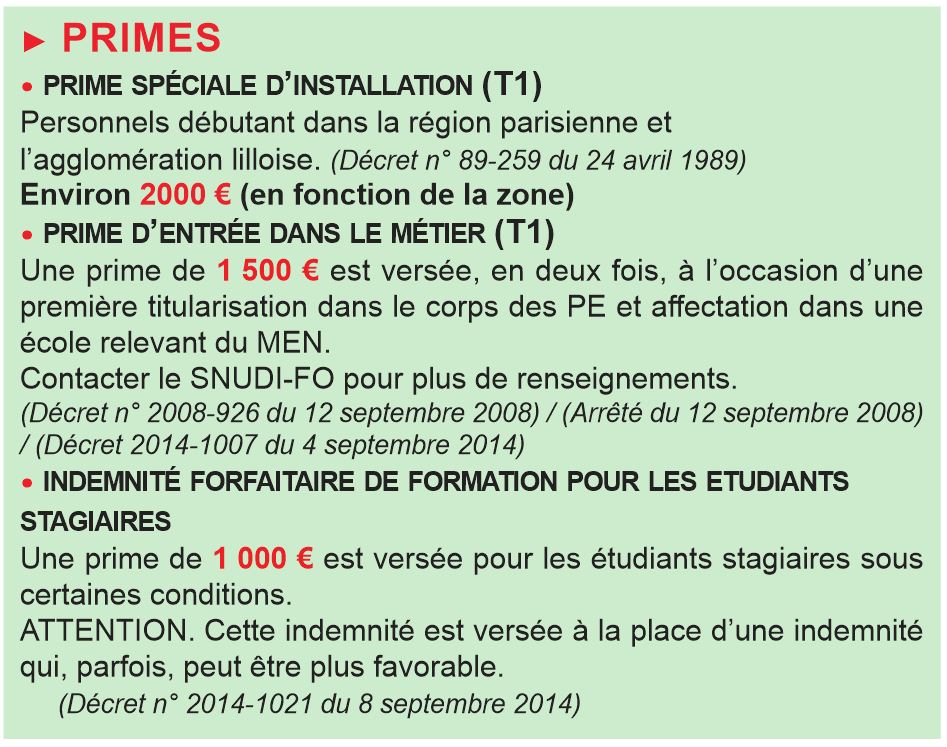 ► PRIMES
• PRIME SPÉCIALE D’INSTALLATION (T1)
Personnels débutant dans la région parisienne et
l’agglomération lilloise. (Décret n° 89-259 du 24 avril 1989)
Environ 2000 € (en fonction de la zone)
• PRIME D’ENTRÉE DANS LE MÉTIER (T1)
Une prime de 1 500 € est versée, en deux fois, à l’occasion d’une
première titularisation dans le corps des PE et affectation dans une
école relevant du MEN.
Contacter le SNUDI-FO pour plus de renseignements.
(Décret n° 2008-926 du 12 septembre 2008) / (Arrêté du 12 septembre 2008)
/ (Décret 2014-1007 du 4 septembre 2014)
• INDEMNITÉ FORFAITAIRE DE FORMATION POUR LES ETUDIANTS
STAGIAIRES
Une prime de 1 000 € est versée pour les étudiants stagiaires sous
certaines conditions.
ATTENTION. Cette indemnité est versée à la place d’une indemnité
qui, parfois, peut être plus favorable.
(Décret n° 2014-1021 du 8 septembre 2014)